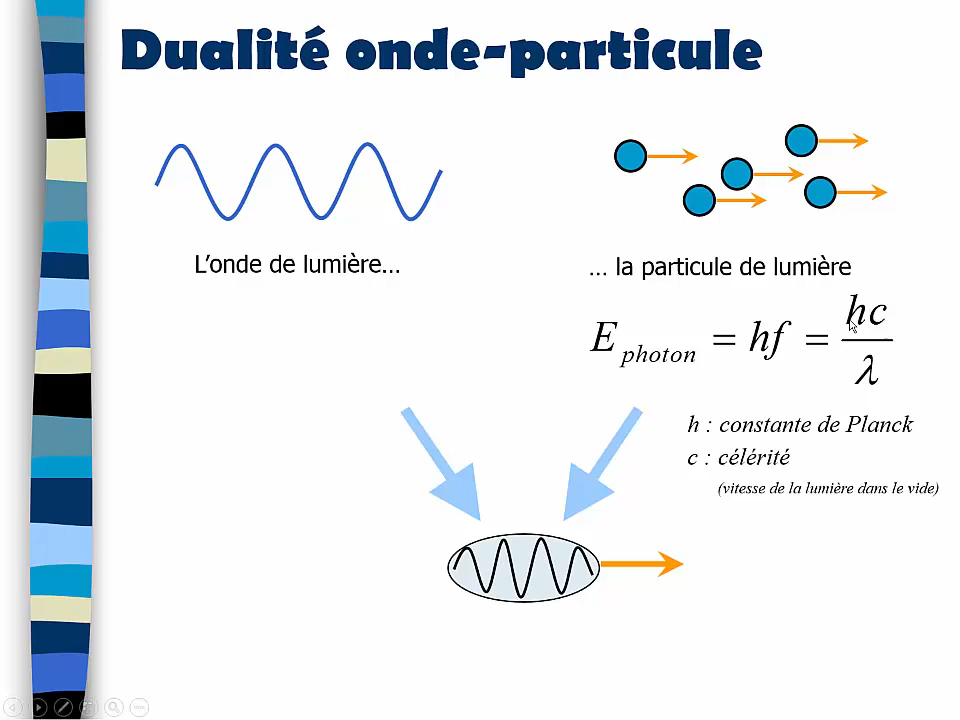 Dualité onde-particule
L’onde de lumière...
... la particule de lumière
E photon = hf = hc / λ
h : constante de Planck
c : célérité
(vitesse de la lumière dans le vide)